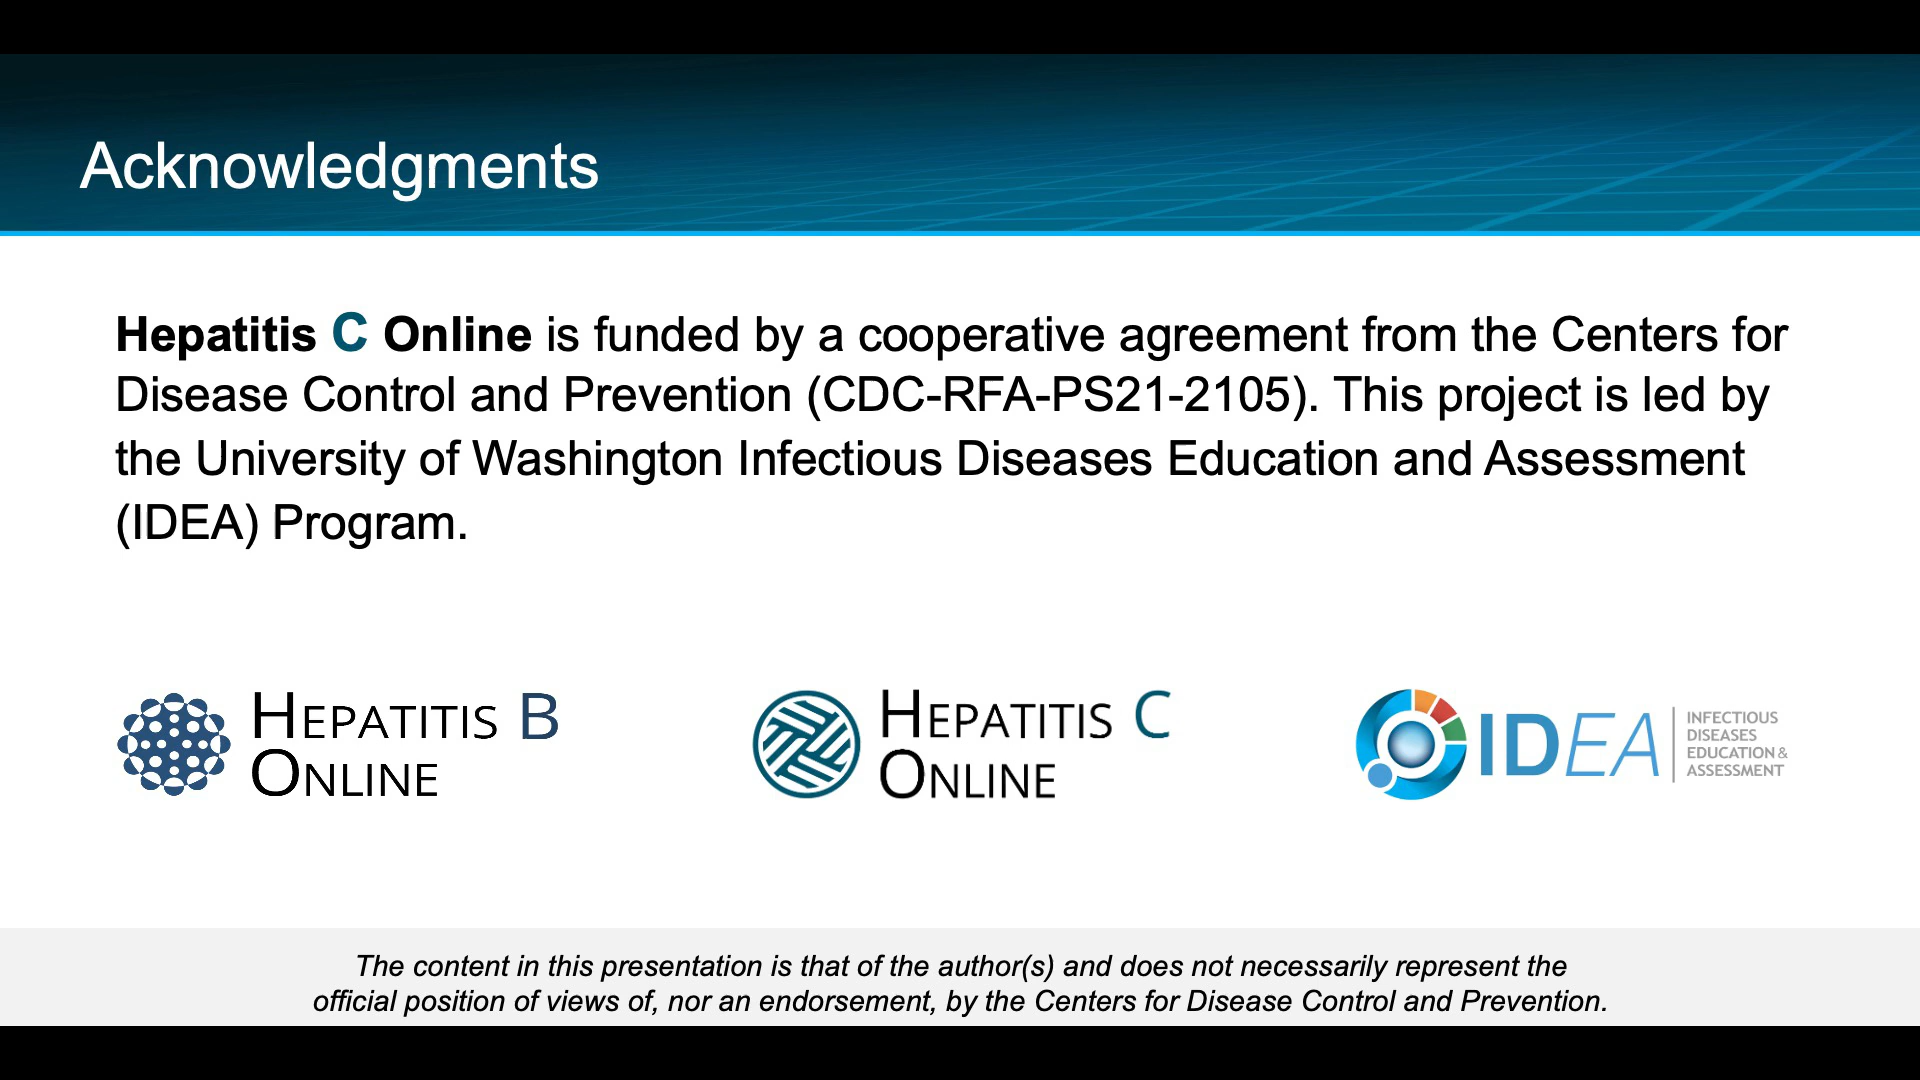 Acknowledgments
Hepatitis C Online is funded by a cooperative agreement from the Centers for
Disease Control and Prevention (CDC-RFA-PS21-2105). This project is led by
the University of Washington Infectious Diseases Education and Assessment
(IDEA) Program.
HEPATITIS B
ONLINE
HEPATITIS C
ONLINE
IDEA
INFECTIOUS
DISEASES
EDUCATION &
ASSESSMENT
The content in this presentation is that of the author(s) and does not necessarily represent the
official position of views of, nor an endorsement, by the Centers for Disease Control and Prevention.